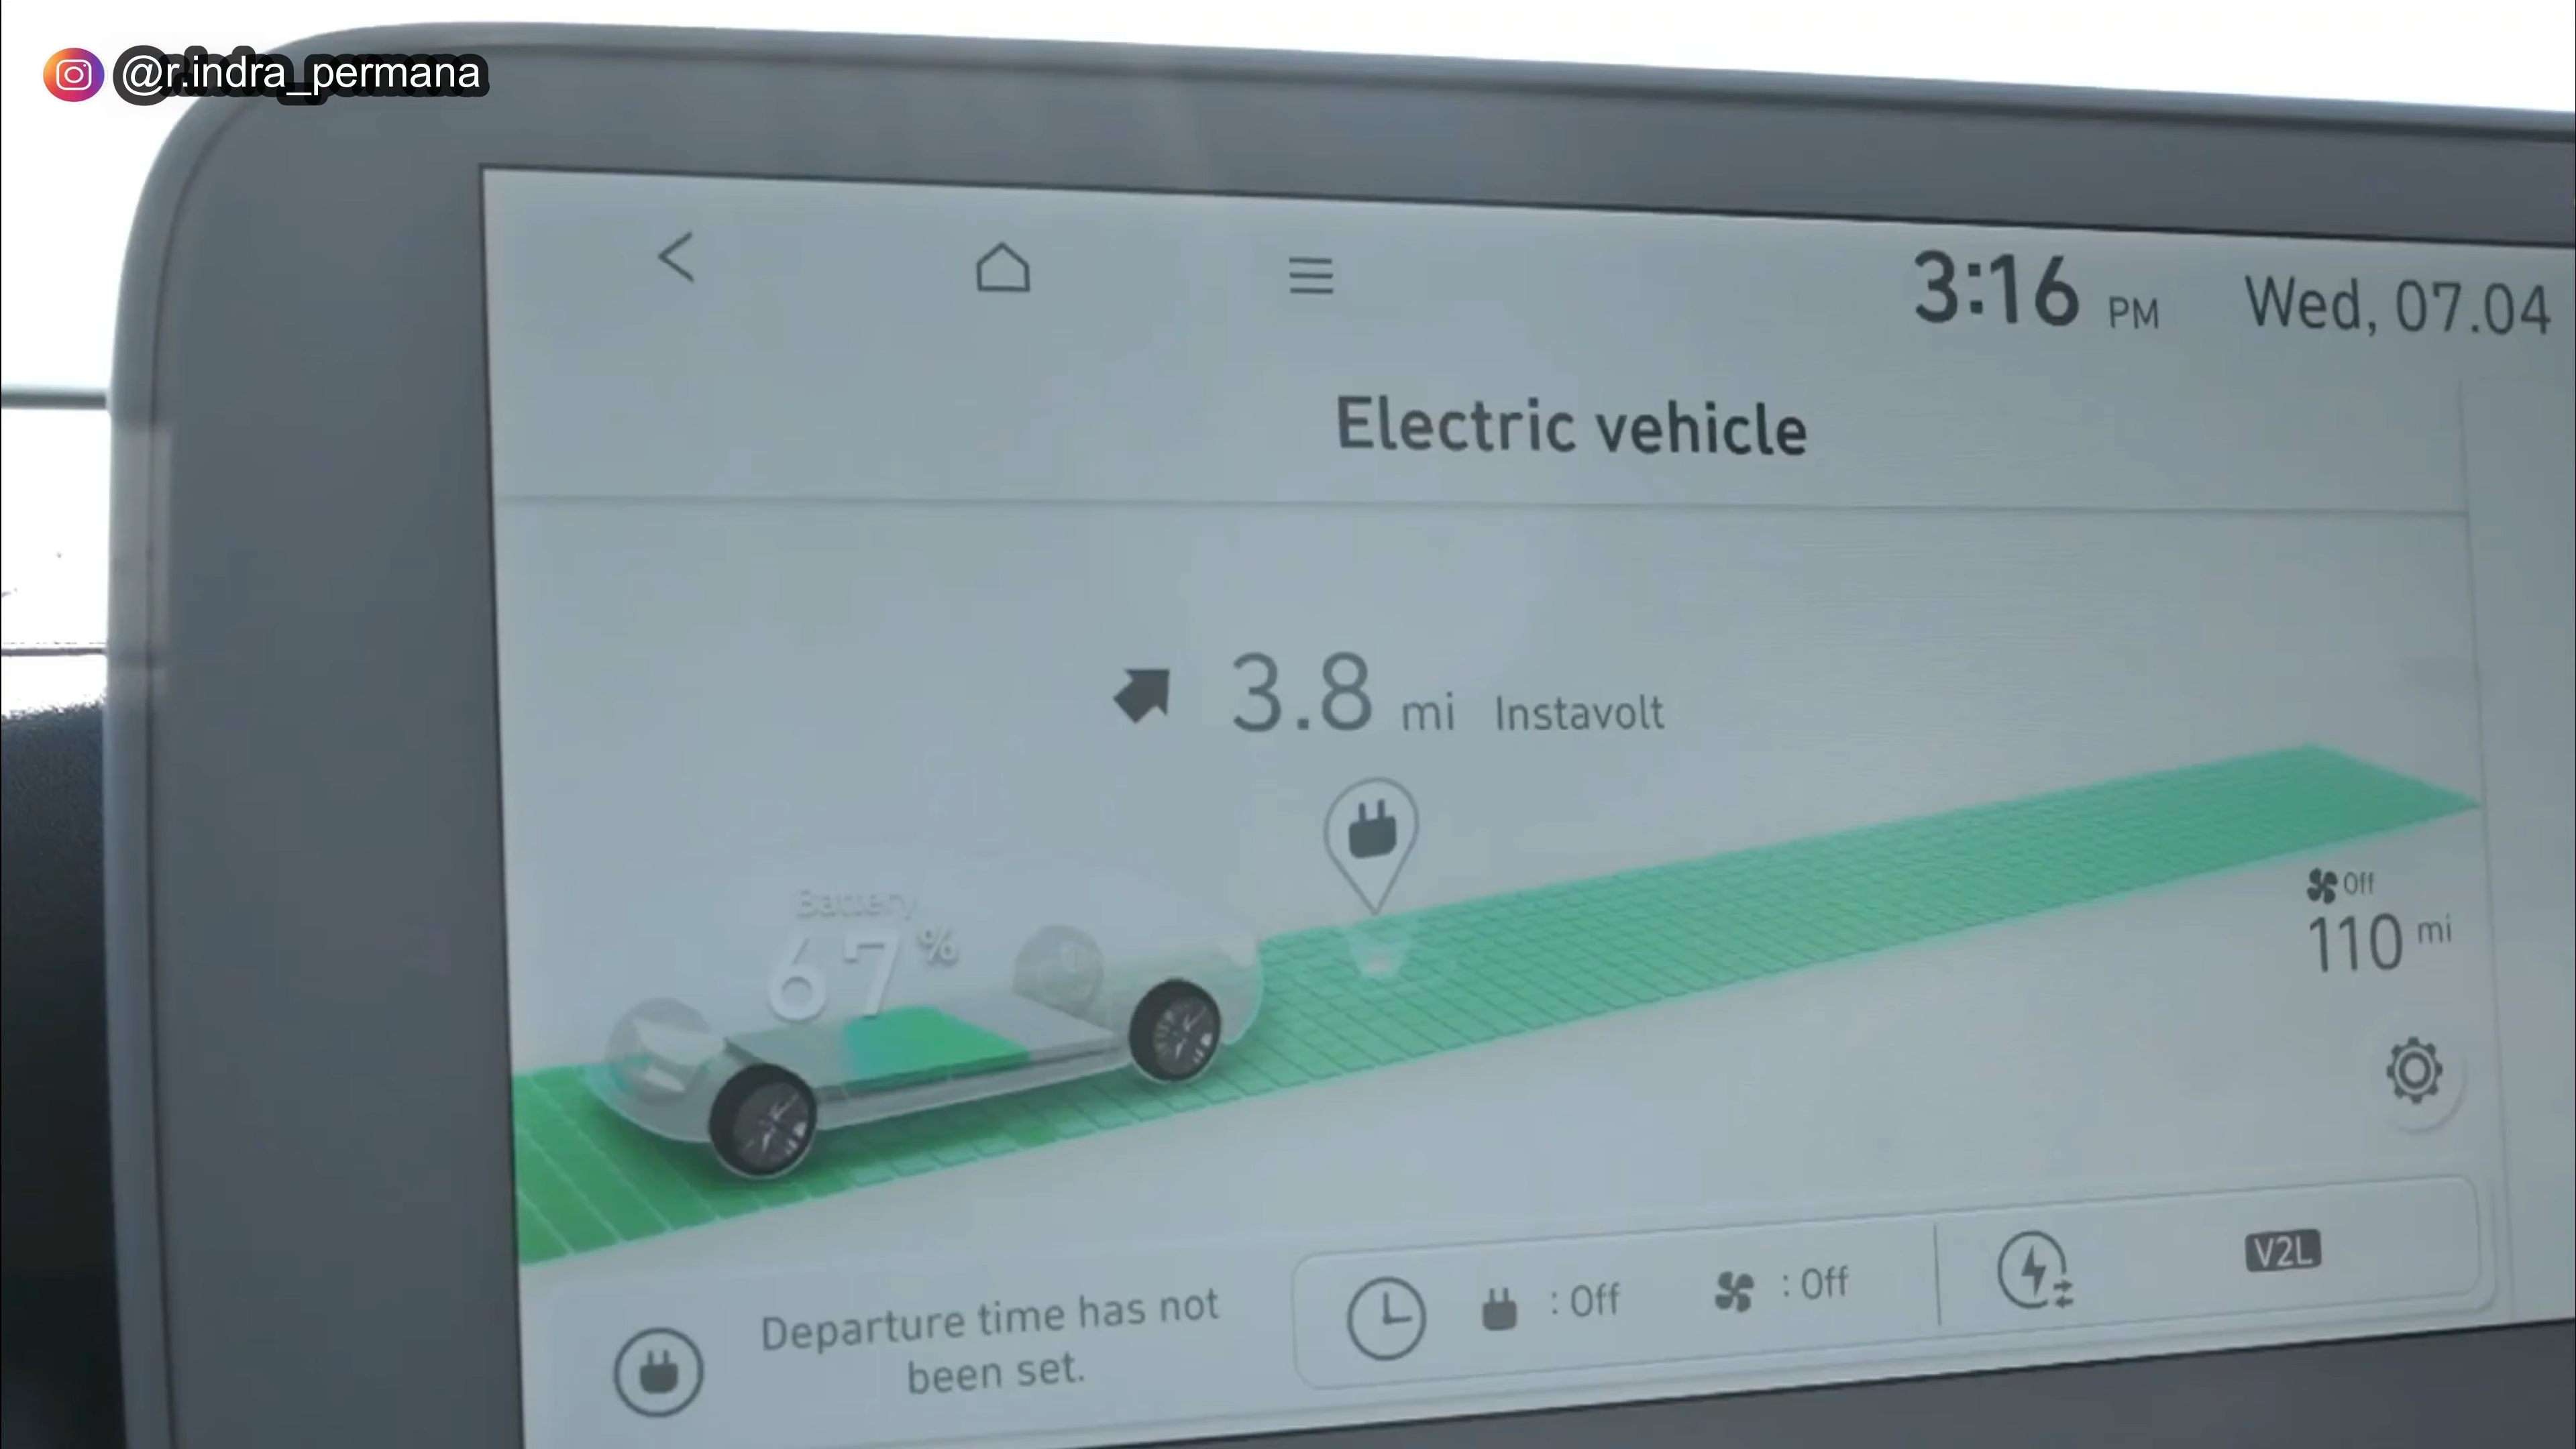 @r.indra_permana
3:16 PM Wed, 07.04
Electric vehicle
3.8 mi Instavolt
Battery
67%
Off
110 mi
Departure time has not
been set.
: Off : Off V2L